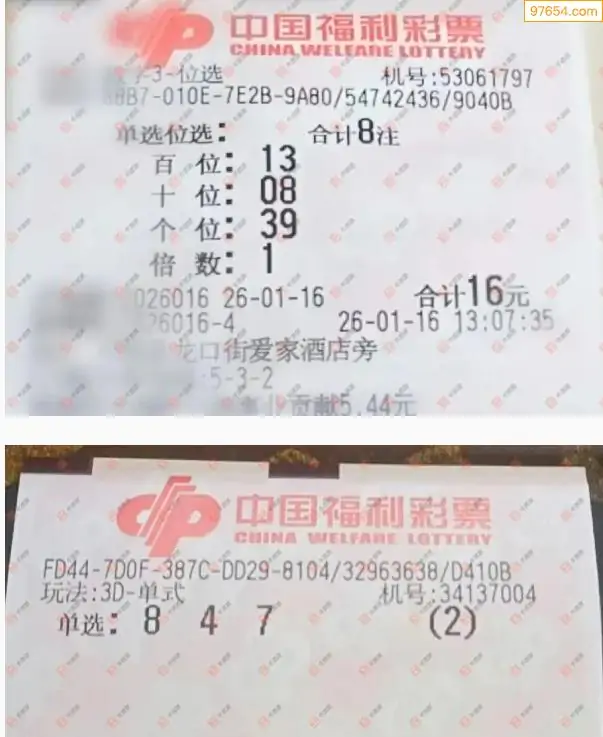 97654.com
中国福利彩票
CHINA WELFARE LOTTERY
3-位选 机号:53061797
8B7-010E-7E2B-9A80/54742436/9040B
单选位选: 合计8注
百 位: 13
十 位: 08
个 位: 39
倍 数: 1
026016 26-01-16 合计16元
26016-4 26-01-16 13:07:35
龙口街爱家酒店旁
5-3-2
贡献5.44元
中国福利彩票
CHINA WELFARE LOTTERY
FD44-7D0F-387C-DD29-8104/32963638/D410B
玩法:3D-单式 机号:34137004
单选: 8 4 7 (2)